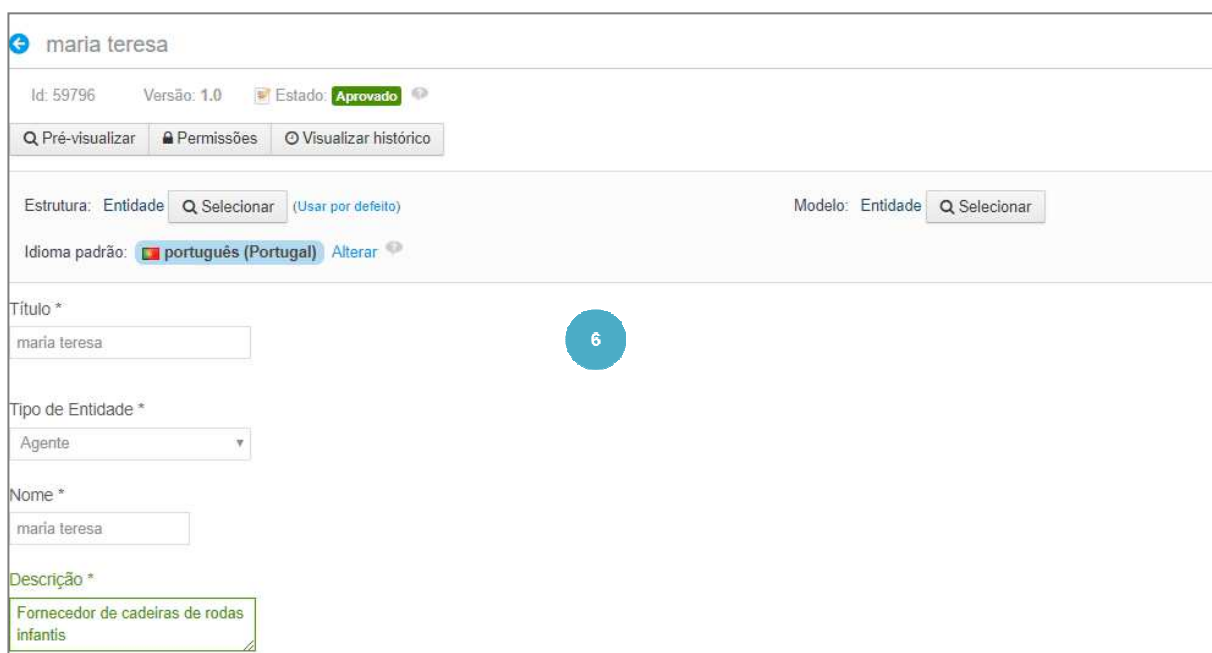 maria teresa
Id: 59796 Versão: 1.0 Estado: Aprovado
Pré-visualizar Permissões Visualizar histórico
Estrutura: Entidade Selecionar (Usar por defeito) Modelo: Entidade Selecionar
Idioma padrão: português (Portugal) Alterar
Título *
maria teresa
6
Tipo de Entidade *
Agente
Nome *
maria teresa
Descrição *
Fornecedor de cadeiras de rodas
infantis